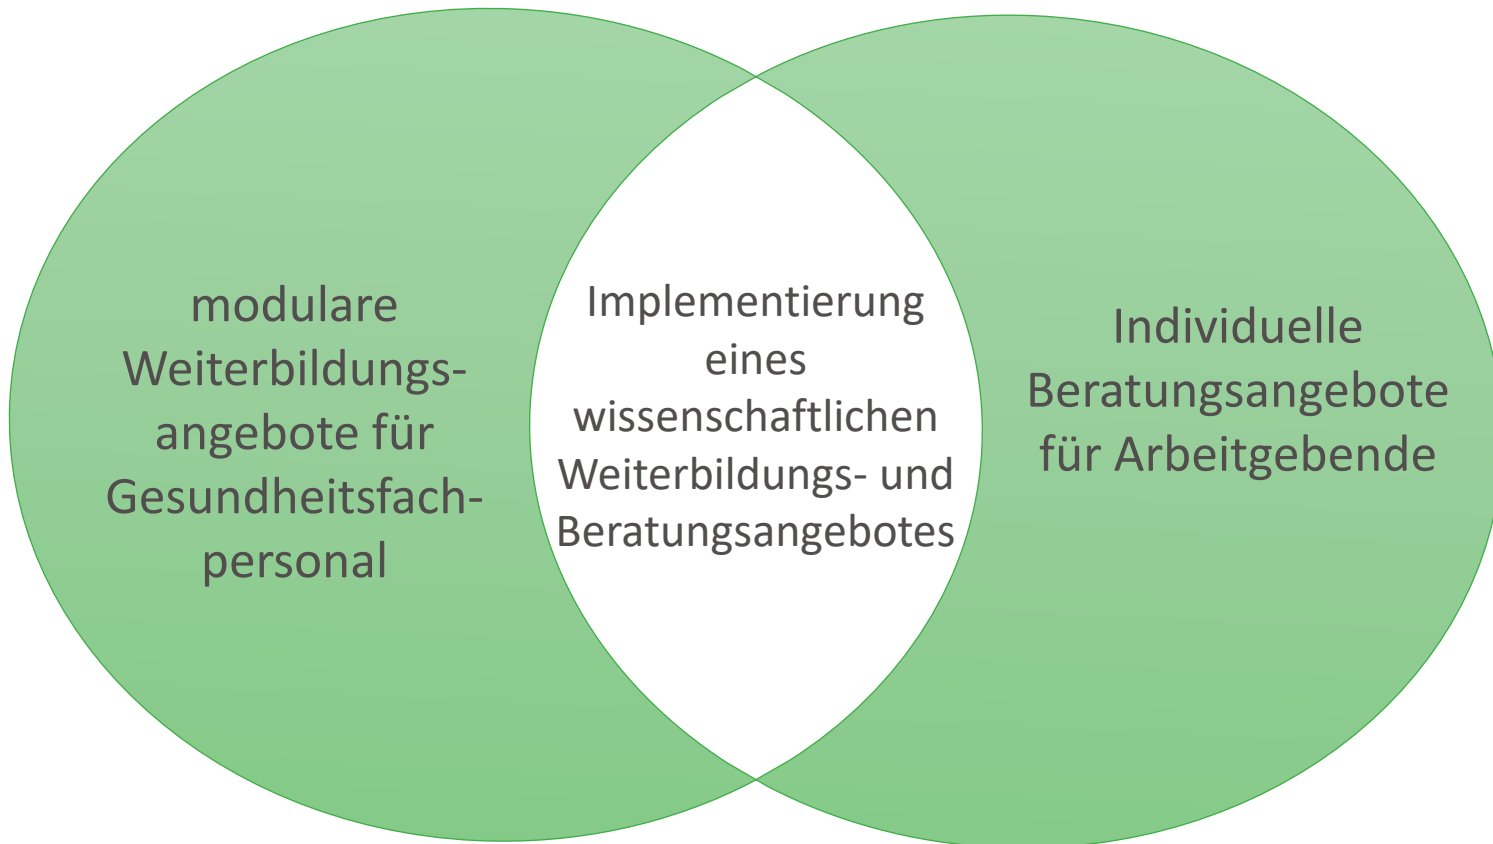 modulare
Weiterbildungs-
angebote für
Gesundheitsfach-
personal
Implementierung
eines
wissenschaftlichen
Weiterbildungs- und
Beratungsangebotes
Individuelle
Beratungsangebote
für Arbeitgebende